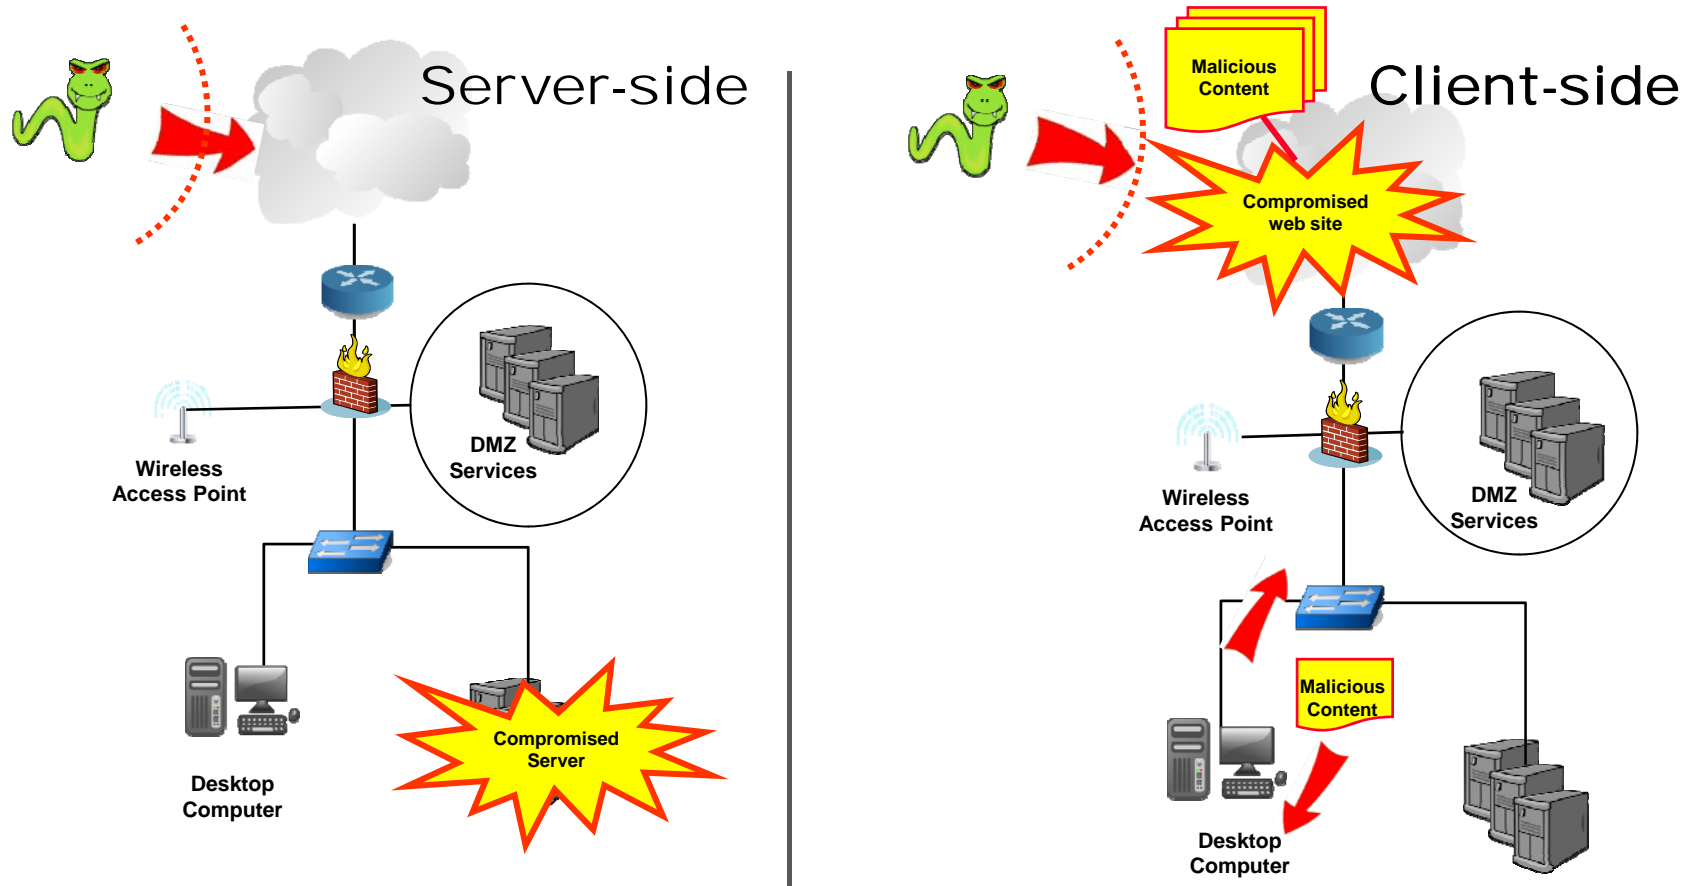 Server-side
DMZ
Services
Wireless
Access Point
Compromised
Server
Desktop
Computer
Client-side
Malicious
Content
Compromised
web site
DMZ
Services
Wireless
Access Point
Malicious
Content
Desktop
Computer